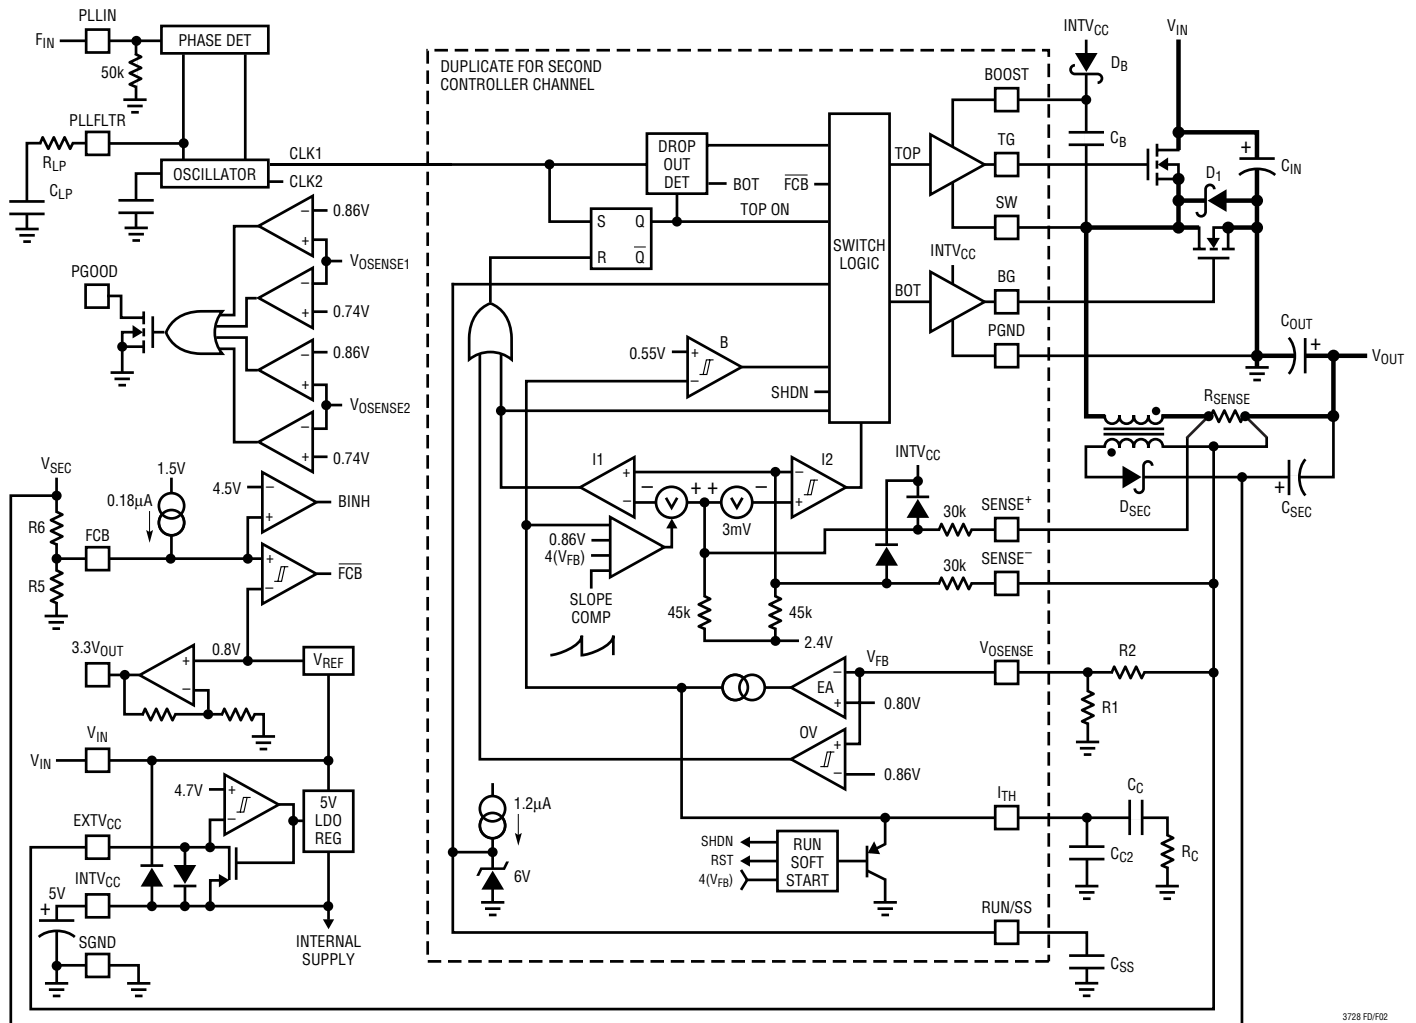 PLLIN
F_IN
PHASE DET
50k
PLLFLTR
R_LP
C_LP
OSCILLATOR
CLK1
CLK2
0.86V
V_OSENSE1
0.74V
PGOOD
0.86V
V_OSENSE2
0.74V
V_SEC
1.5V
0.18µA
4.5V
BINH
R6
FCB
R5
F̅C̅B̅
3.3V_OUT
0.8V
V_REF
V_IN
V_IN
4.7V
5V
LDO
REG
EXTV_CC
INTV_CC
5V
+
SGND
INTERNAL
SUPPLY
DUPLICATE FOR SECOND
CONTROLLER CHANNEL
DROP
OUT
DET
BOT
F̅C̅B̅
TOP ON
S
Q
R
Q̅
SWITCH
LOGIC
0.55V
B
SHDN
I1
I2
3mV
0.86V
4(V_FB)
SLOPE
COMP
45k
45k
2.4V
INTV_CC
30k
SENSE+
30k
SENSE−
V_FB
V_OSENSE
EA
0.80V
OV
0.86V
1.2µA
6V
SHDN
RST
4(V_FB)
RUN
SOFT
START
I_TH
RUN/SS
TOP
BOT
INTV_CC
BOOST
TG
SW
BG
PGND
INTV_CC
D_B
C_B
V_IN
D_1
C_IN
C_OUT
V_OUT
R_SENSE
D_SEC
C_SEC
R2
R1
C_C
C_C2
R_C
C_SS
3728 FD/F02